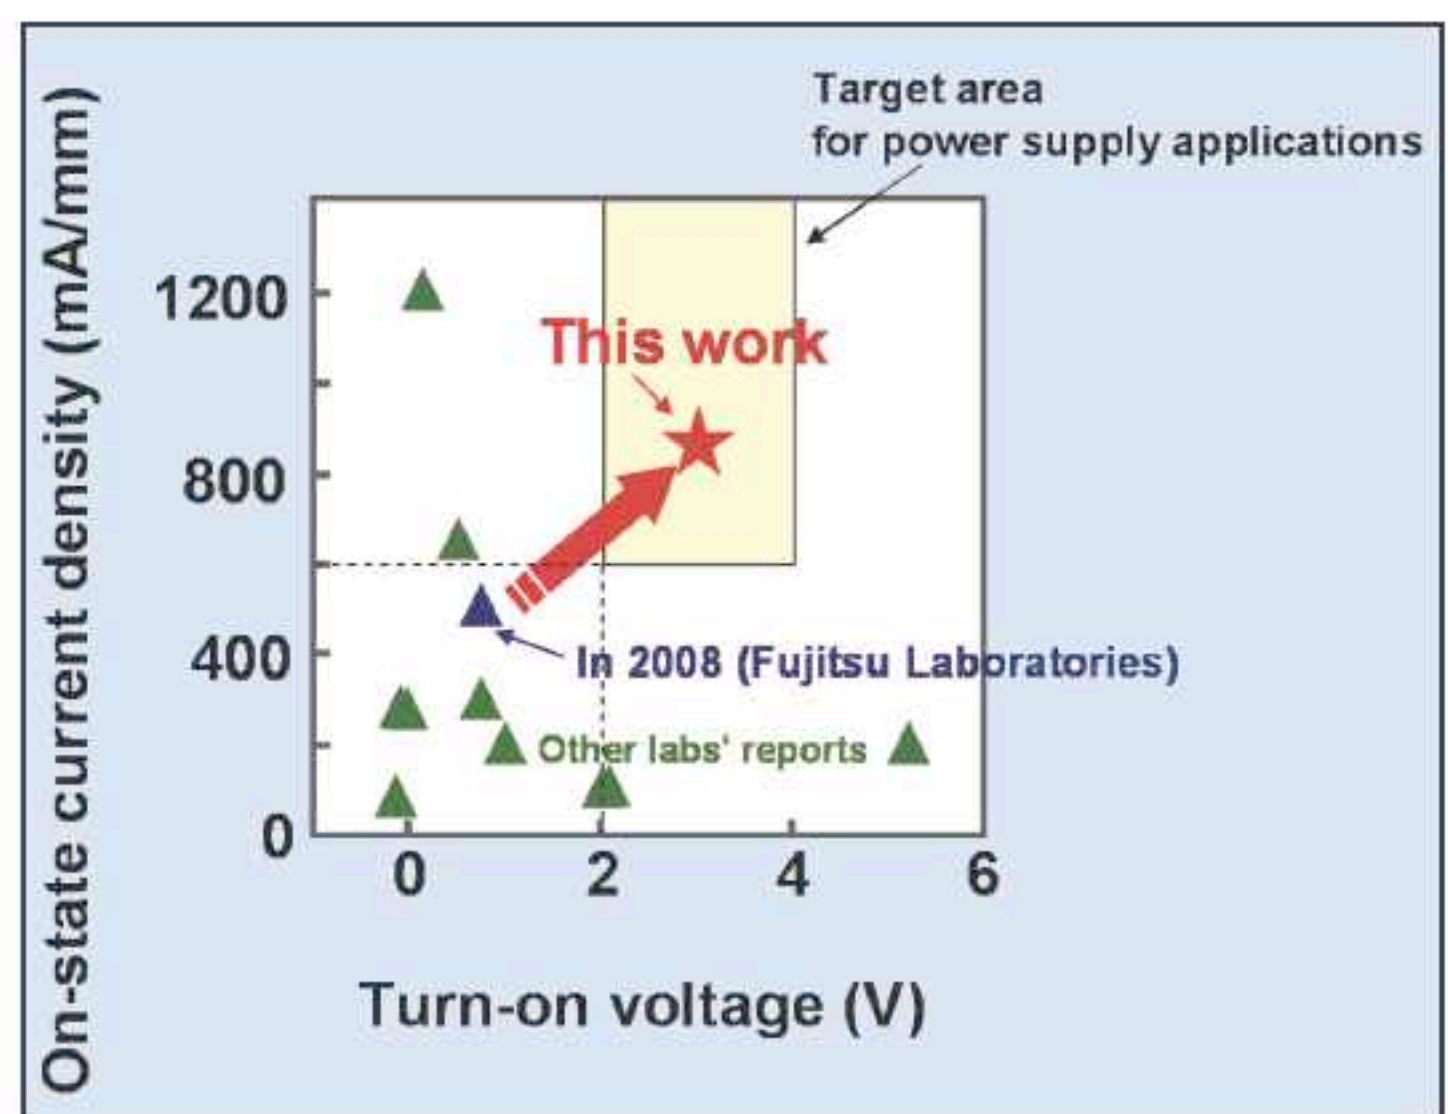 Target area
for power supply applications
On-state current density (mA/mm)
1200
800
400
0
This work
In 2008 (Fujitsu Laboratories)
Other labs' reports
0 2 4 6
Turn-on voltage (V)